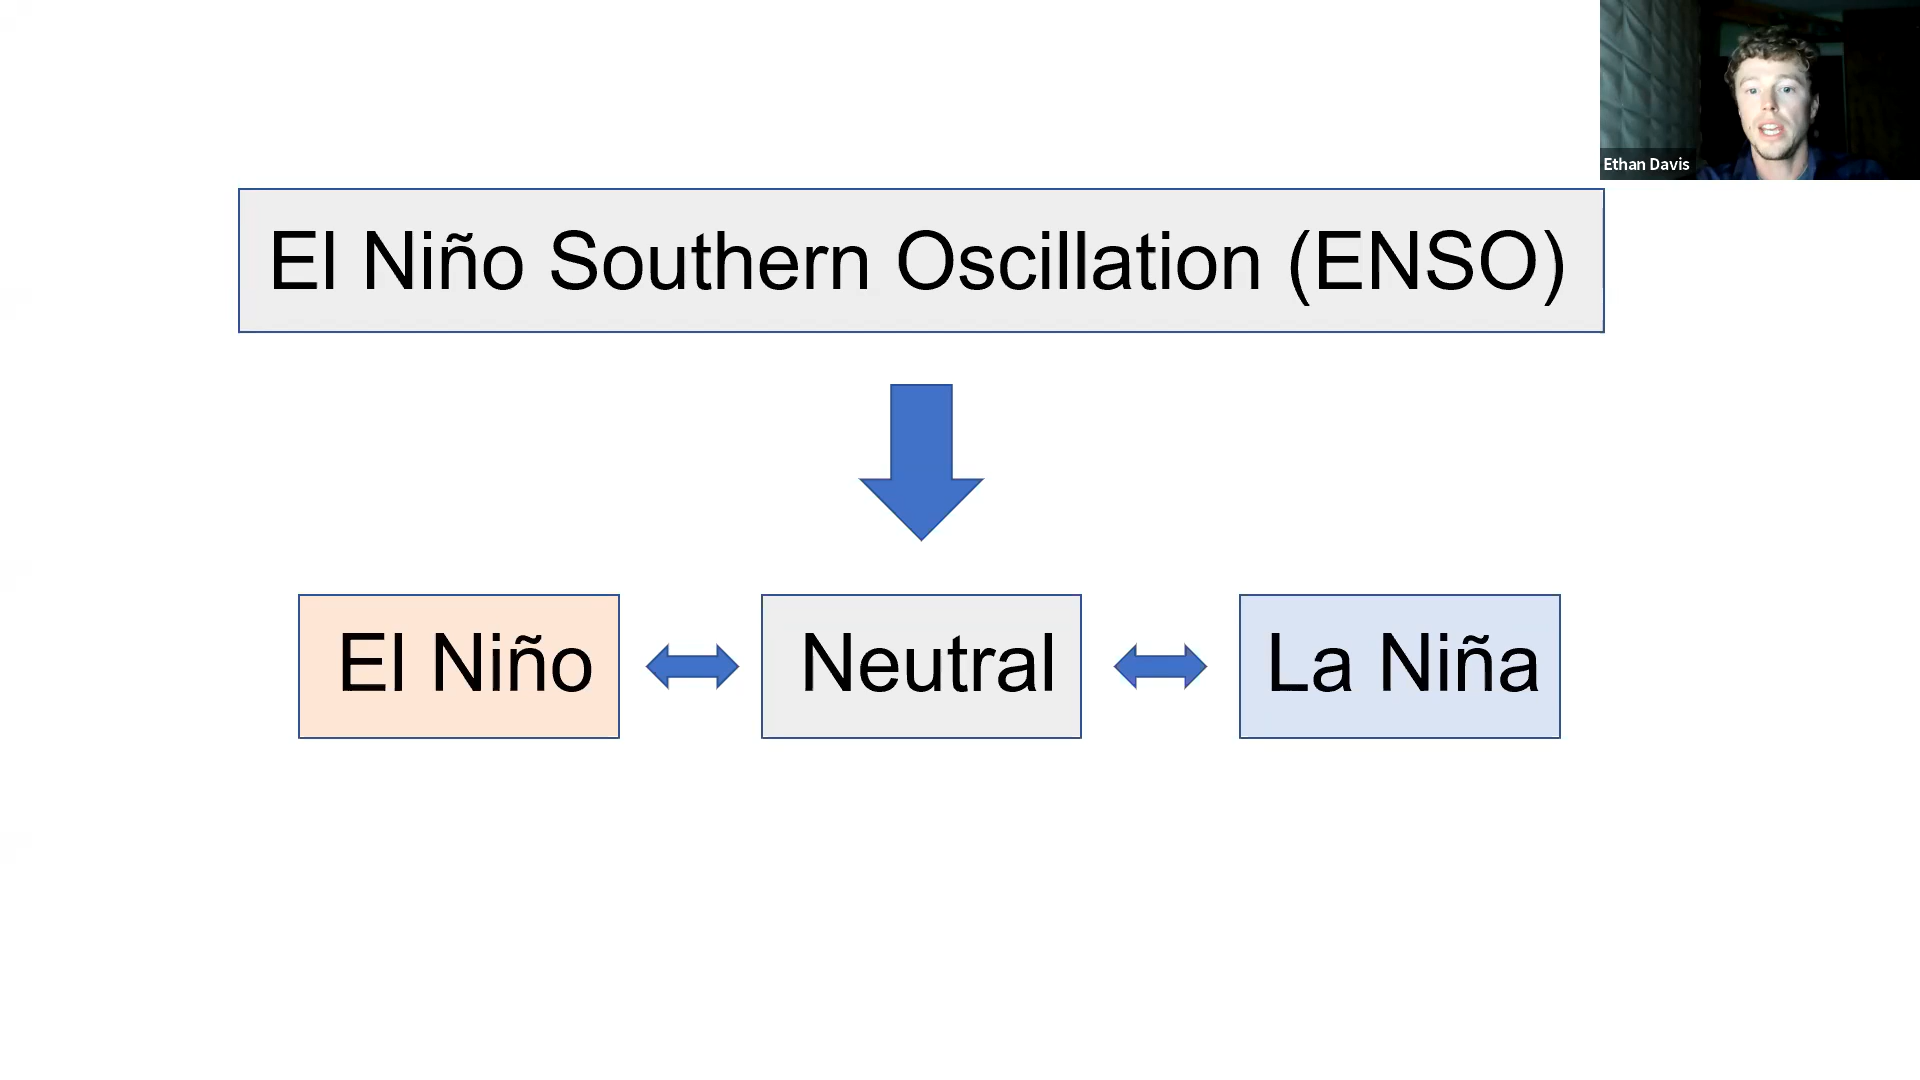 Ethan Davis
El Niño Southern Oscillation (ENSO)
El Niño
Neutral
La Niña